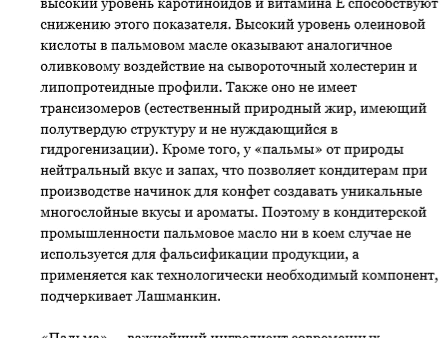 высокий уровень каротиноидов и витамина Е способствуют
снижению этого показателя. Высокий уровень олеиновой
кислоты в пальмовом масле оказывают аналогичное
оливковому воздействие на сывороточный холестерин и
липопротеидные профили. Также оно не имеет
трансизомеров (естественный природный жир, имеющий
полутвердую структуру и не нуждающийся в
гидрогенизации). Кроме того, у «пальмы» от природы
нейтральный вкус и запах, что позволяет кондитерам при
производстве начинок для конфет создавать уникальные
многослойные вкусы и ароматы. Поэтому в кондитерской
промышленности пальмовое масло ни в коем случае не
используется для фальсификации продукции, а
применяется как технологически необходимый компонент,
подчеркивает Лашманкин.
«Пальма» — важнейший ингредиент современных